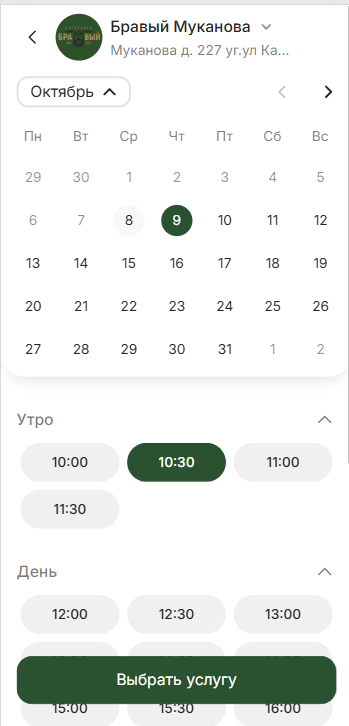 БРАВЫЙ
Бравый Муканова
Муканова д. 227 уг.ул Ка...
Октябрь
Пн Вт Ср Чт Пт Сб Вс
29 30 1 2 3 4 5
6 7 8 9 10 11 12
13 14 15 16 17 18 19
20 21 22 23 24 25 26
27 28 29 30 31 1 2
Утро
10:00 10:30 11:00
11:30
День
12:00 12:30 13:00
Выбрать услугу
15:00 15:30 16:00